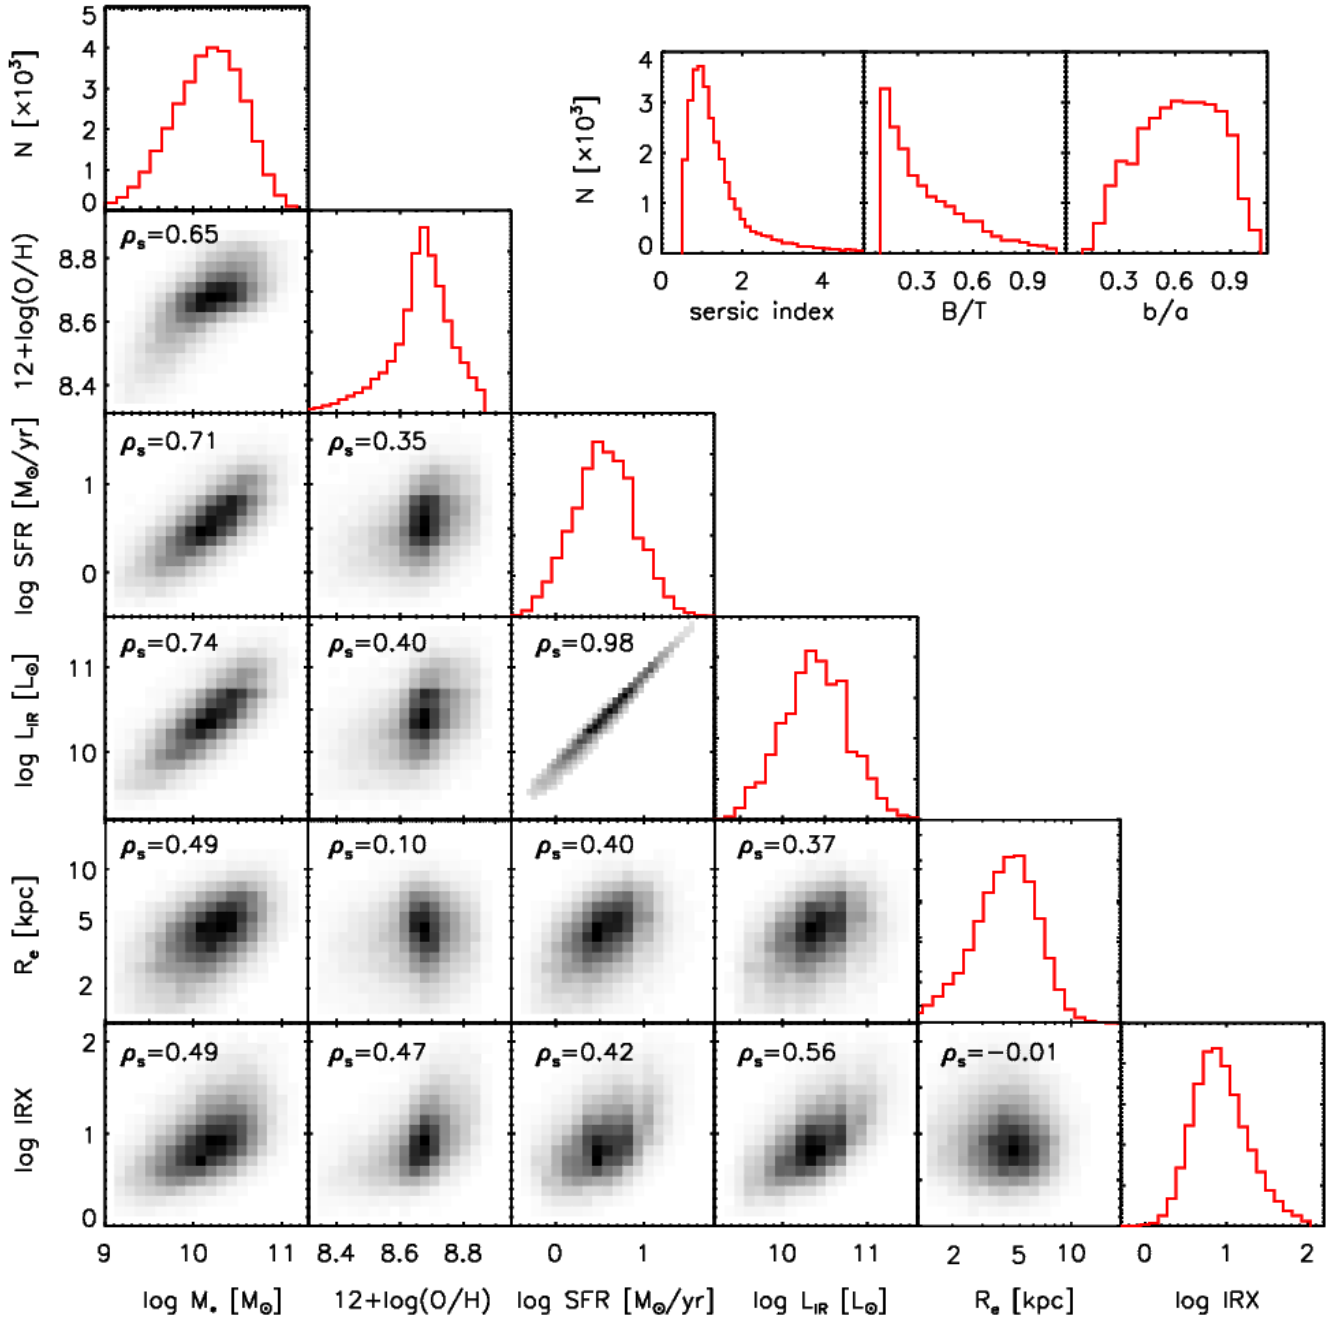 5
4
3
2
1
0
N [×10³]
4
3
2
1
0
N [×10³]
0 2 4
sersic index
0.3 0.6 0.9
B/T
0.3 0.6 0.9
b/a
ρs=0.65
8.8
8.6
8.4
12+log(O/H)
ρs=0.71
ρs=0.35
1
0
log SFR [M⊙/yr]
ρs=0.74
ρs=0.40
ρs=0.98
11
10
log LIR [L⊙]
ρs=0.49
ρs=0.10
ρs=0.40
ρs=0.37
10
5
2
Re [kpc]
ρs=0.49
ρs=0.47
ρs=0.42
ρs=0.56
ρs=−0.01
2
1
0
log IRX
9 10 11
8.4 8.6 8.8
0 1
10 11
2 5 10
0 1 2
log M* [M⊙]
12+log(O/H)
log SFR [M⊙/yr]
log LIR [L⊙]
Re [kpc]
log IRX